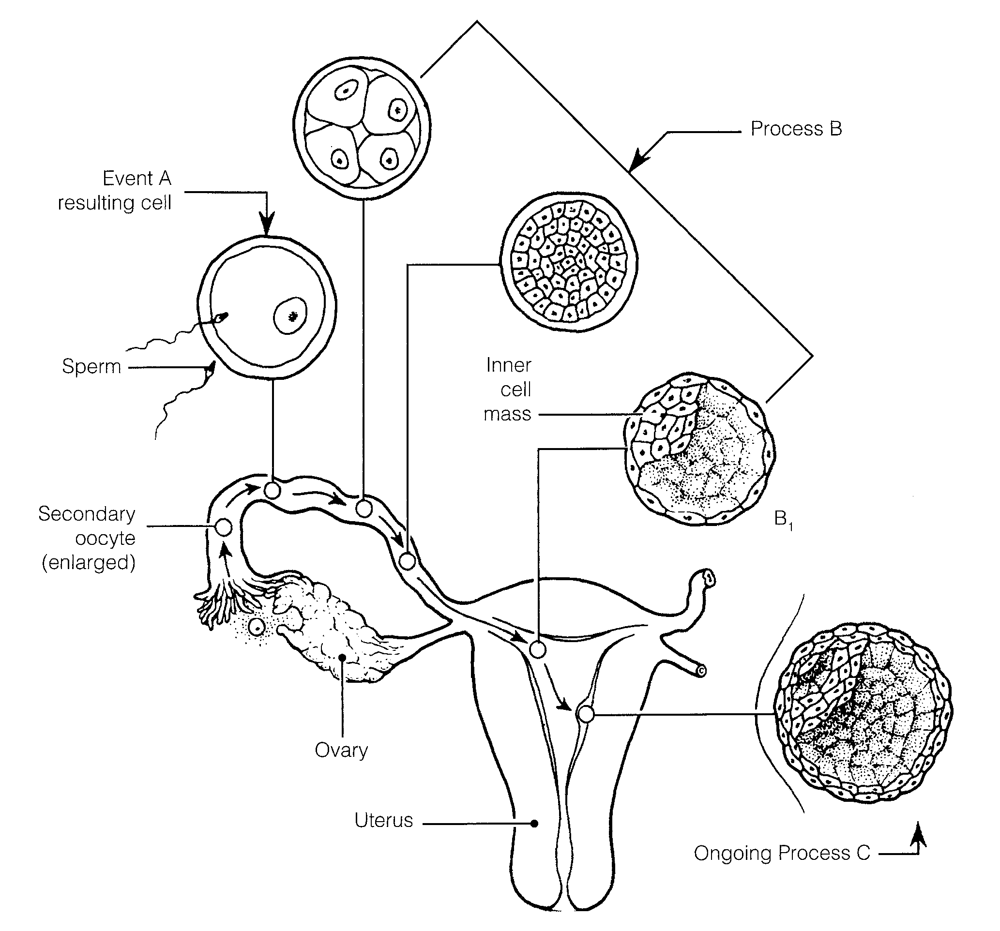 Process B
Event A
resulting cell
Inner
cell
mass
Sperm
Secondary
oocyte
(enlarged)
B₁
Ovary
Uterus
Ongoing Process C